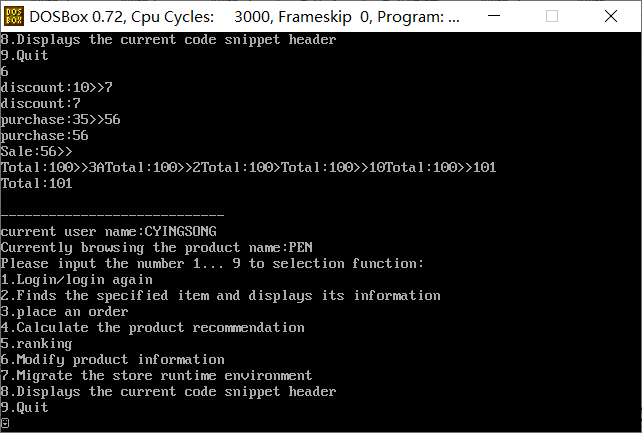 DOS
BOX
DOSBox 0.72, Cpu Cycles: 3000, Frameskip 0, Program: ...
8.Displays the current code snippet header
9.Quit
6
discount:10>>7
discount:7
purchase:35>>56
purchase:56
Sale:56>>
Total:100>>3ATotal:100>>2Total:100>Total:100>>10Total:100>>101
Total:101
----------------------------
current user name:CYINGSONG
Currently browsing the product name:PEN
Please input the number 1... 9 to selection function:
1.Login/login again
2.Finds the specified item and displays its information
3.place an order
4.Calculate the product recommendation
5.ranking
6.Modify product information
7.Migrate the store runtime environment
8.Displays the current code snippet header
9.Quit